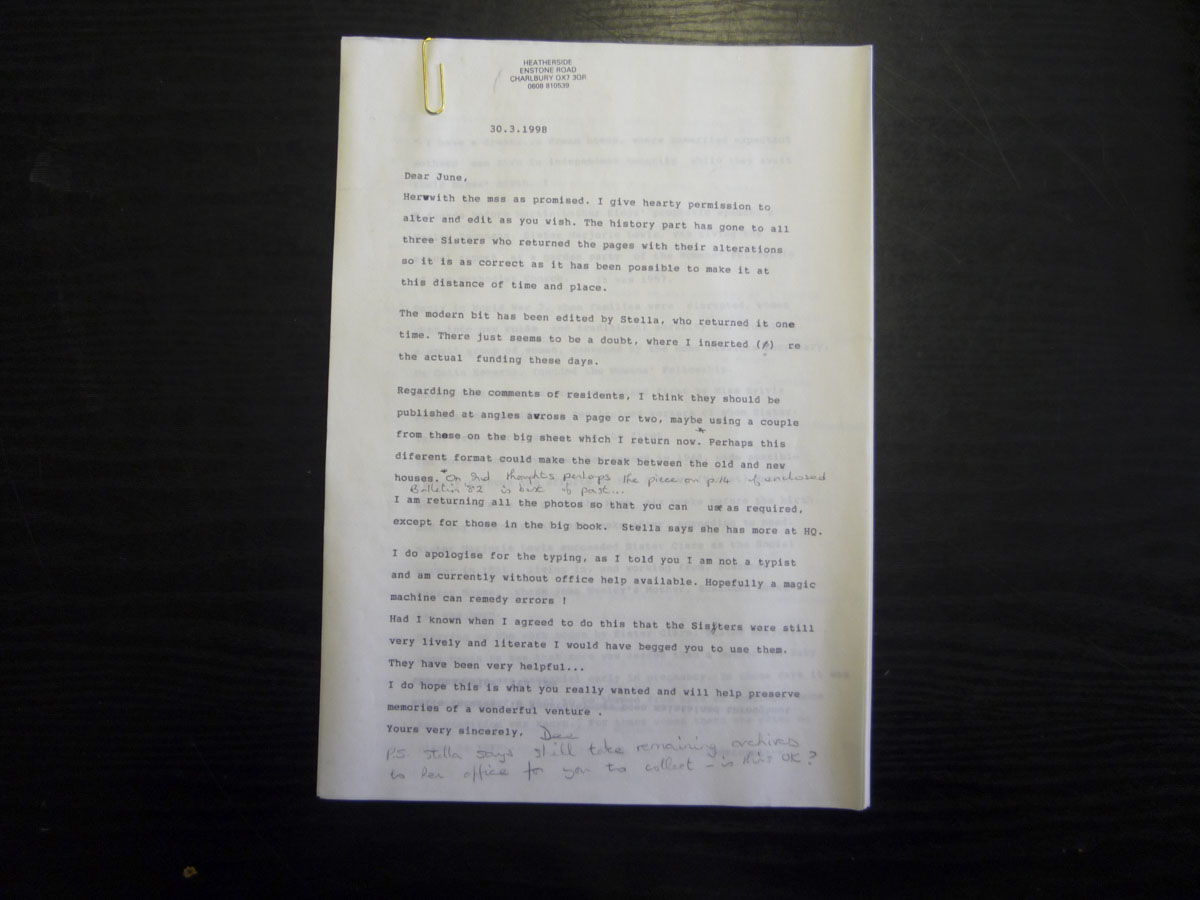 HEATHERSIDE
ENSTONE ROAD
CHARLBURY OX7 3QR
0608 810539
30.3.1998
Dear June,
Herwwith the mss as promised. I give hearty permission to
alter and edit as you wish. The history part has gone to all
three Sisters who returned the pages with their alterations
so it is as correct as it has been possible to make it at
this distance of time and place.
The modern bit has been edited by Stella, who returned it one
time. There just seems to be a doubt, where I inserted ( ) re
the actual funding these days.
Regarding the comments of residents, I think they should be
published at angles across a page or two, maybe using a couple
from these on the big sheet which I return now.* Perhaps this
diferent format could make the break between the old and new
houses. *On 2nd thoughts perhaps the piece on p.14 of enclosed
Bulletin '82 is best of past...
I am returning all the photos so that you can use as required,
except for those in the big book. Stella says she has more at HQ.
I do apologise for the typing, as I told you I am not a typist
and am currently without office help available. Hopefully a magic
machine can remedy errors !
Had I known when I agreed to do this that the Sisters were still
very lively and literate I would have begged you to use them.
They have been very helpful...
I do hope this is what you really wanted and will help preserve
memories of a wonderful venture .
Yours very sincerely,
P.S. Stella says she'll take remaining archives
to her office for you to collect – is this OK?